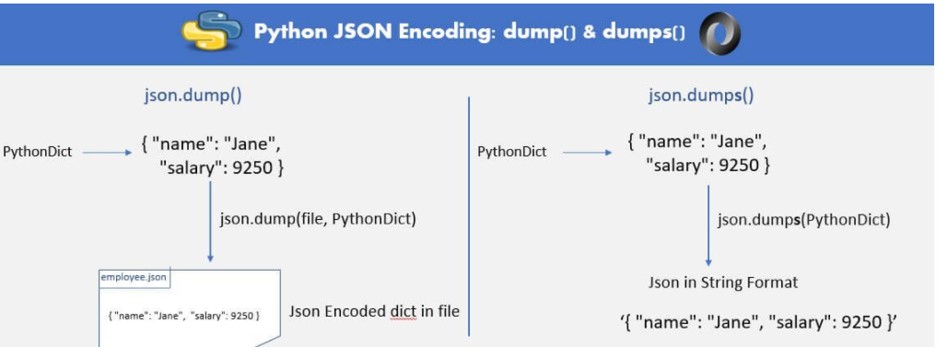 Python JSON Encoding: dump() & dumps()
json.dump()
PythonDict
{ "name": "Jane",
"salary": 9250 }
json.dump(file, PythonDict)
employee.json
{ "name": "Jane", "salary": 9250 }
Json Encoded dict in file
json.dumps()
PythonDict
{ "name": "Jane",
"salary": 9250 }
json.dumps(PythonDict)
Json in String Format
‘{ "name": "Jane", "salary": 9250 }’